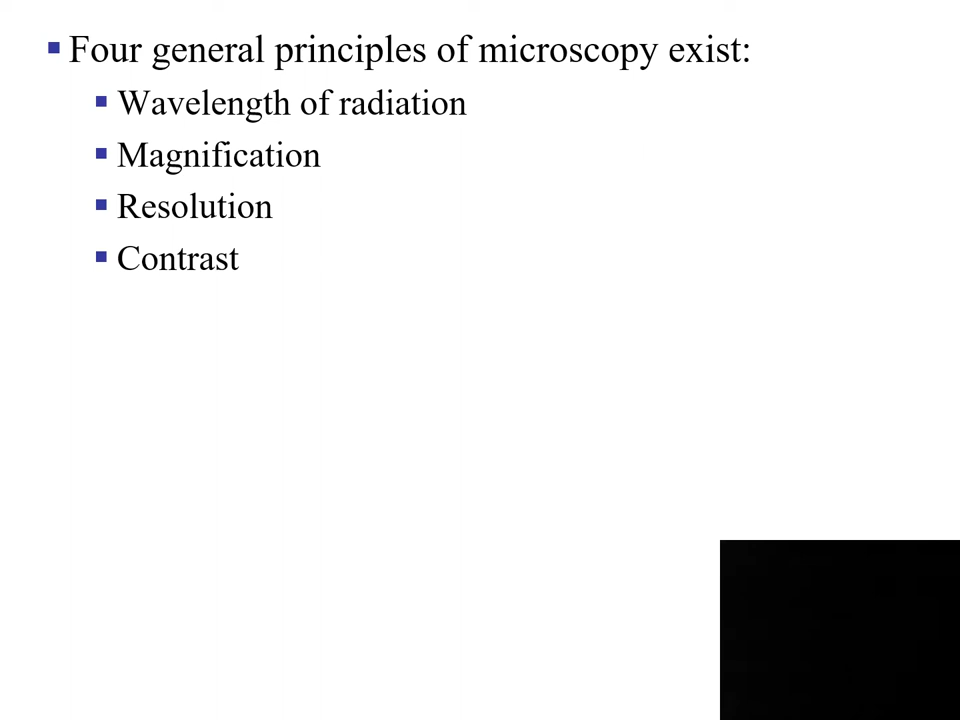 Four general principles of microscopy exist:
Wavelength of radiation
Magnification
Resolution
Contrast